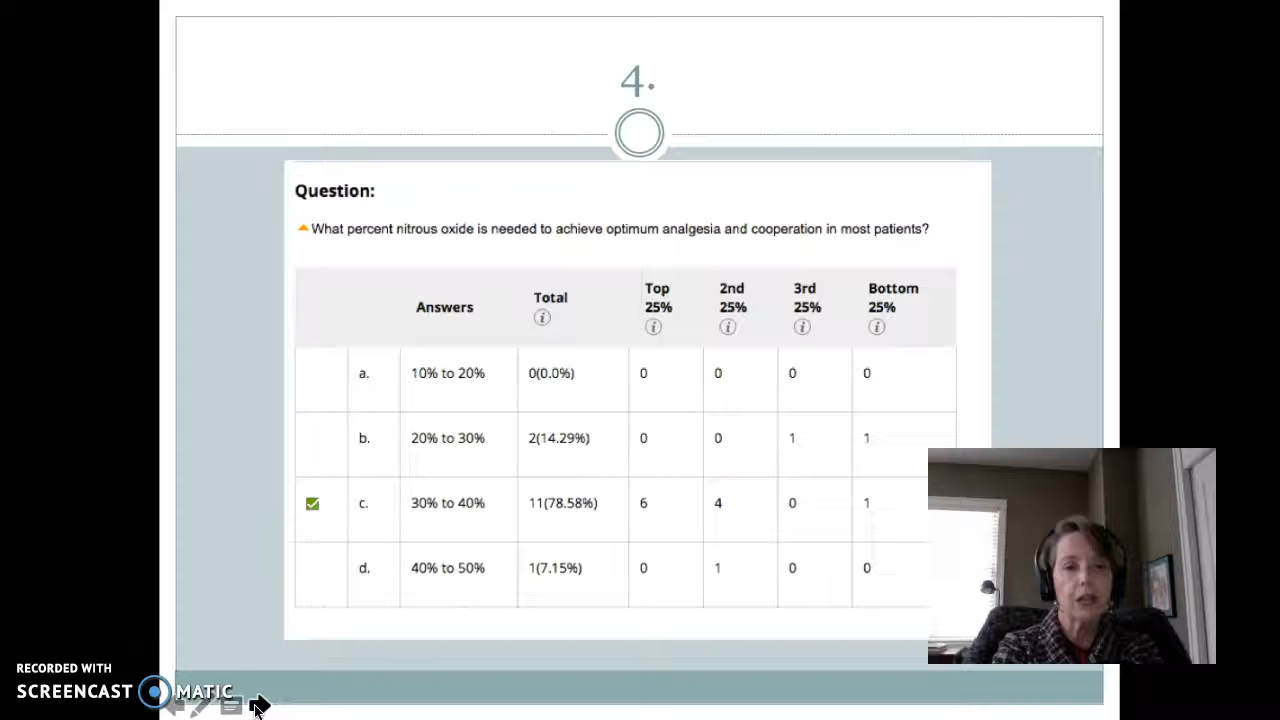 4.
Question:
What percent nitrous oxide is needed to achieve optimum analgesia and cooperation in most patients?
Answers Total Top 25% 2nd 25% 3rd 25% Bottom 25%
a. 10% to 20% 0(0.0%) 0 0 0 0
b. 20% to 30% 2(14.29%) 0 0 1 1
c. 30% to 40% 11(78.58%) 6 4 0 1
d. 40% to 50% 1(7.15%) 0 1 0 0
RECORDED WITH
SCREENCAST MATIC